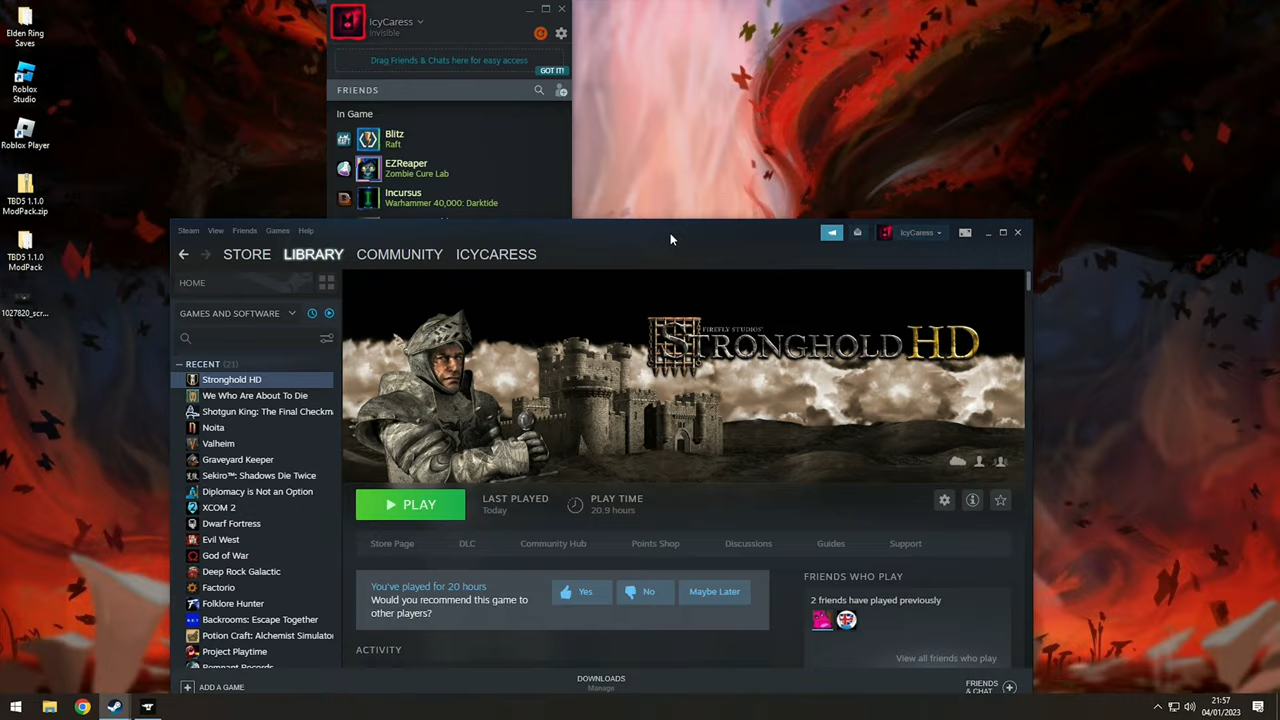 Elden Ring
Saves
Roblox
Studio
Roblox Player
TBD5 1.1.0
ModPack.zip
TBD5 1.1.0
ModPack
1027820_scr...
IcyCaress
Invisible
Drag Friends & Chats here for easy access
GOT IT!
FRIENDS
In Game
Blitz
Raft
EZReaper
Zombie Cure Lab
Incursus
Warhammer 40,000: Darktide
Steam View Friends Games Help
IcyCaress
STORE LIBRARY COMMUNITY ICYCARESS
HOME
GAMES AND SOFTWARE
RECENT (21)
Stronghold HD
We Who Are About To Die
Shotgun King: The Final Checkm
Noita
Valheim
Graveyard Keeper
Sekiro™: Shadows Die Twice
Diplomacy is Not an Option
XCOM 2
Dwarf Fortress
Evil West
God of War
Deep Rock Galactic
Factorio
Folklore Hunter
Backrooms: Escape Together
Potion Craft: Alchemist Simulator
Project Playtime
Remnant Records
ADD A GAME
FIREFLY STUDIOS'
STRONGHOLD HD
PLAY
LAST PLAYED
Today
PLAY TIME
20.9 hours
Store Page DLC Community Hub Points Shop Discussions Guides Support
You've played for 20 hours
Would you recommend this game to
other players?
Yes No Maybe Later
FRIENDS WHO PLAY
2 friends have played previously
View all friends who play
ACTIVITY
DOWNLOADS
Manage
FRIENDS
& CHAT
21:57
04/01/2023